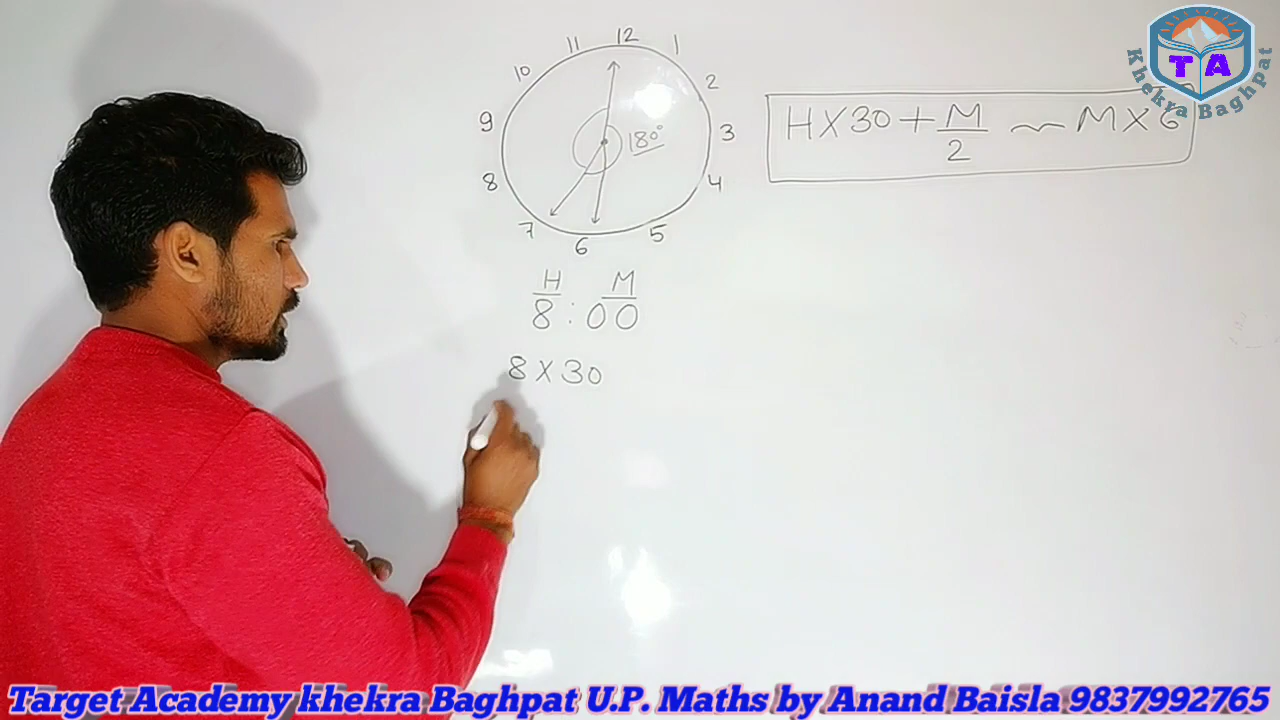 12
11
1
10
2
9
3
8
4
7
5
6
180°
H M
8 : 00
8 X 30
H X 30 + M/2 ~ M X 6
T A
Khekra Baghpat
Target Academy khekra Baghpat U.P. Maths by Anand Baisla 9837992765